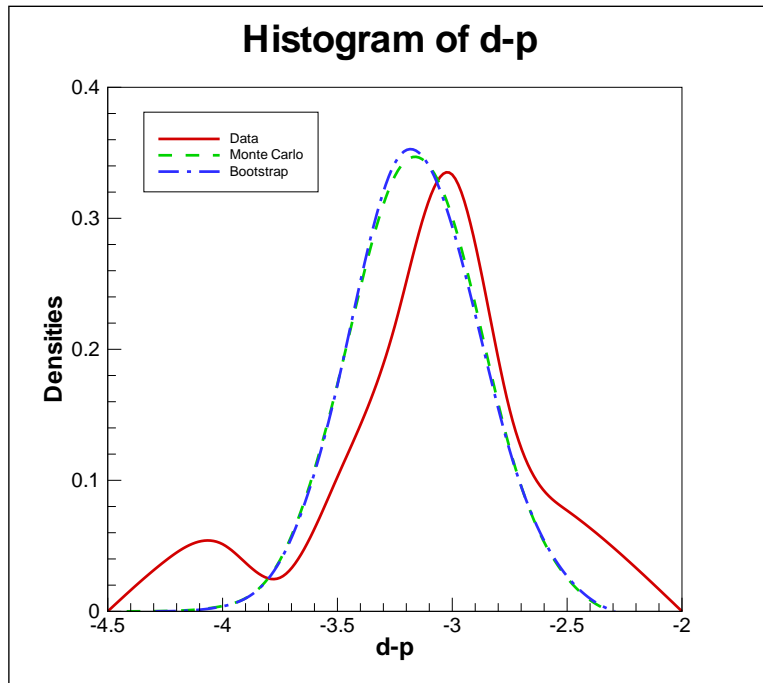 Histogram of d-p
0.4
Data
Monte Carlo
Bootstrap
0.3
Densities
0.2
0.1
0
-4.5
-4
-3.5
-3
-2.5
-2
d-p